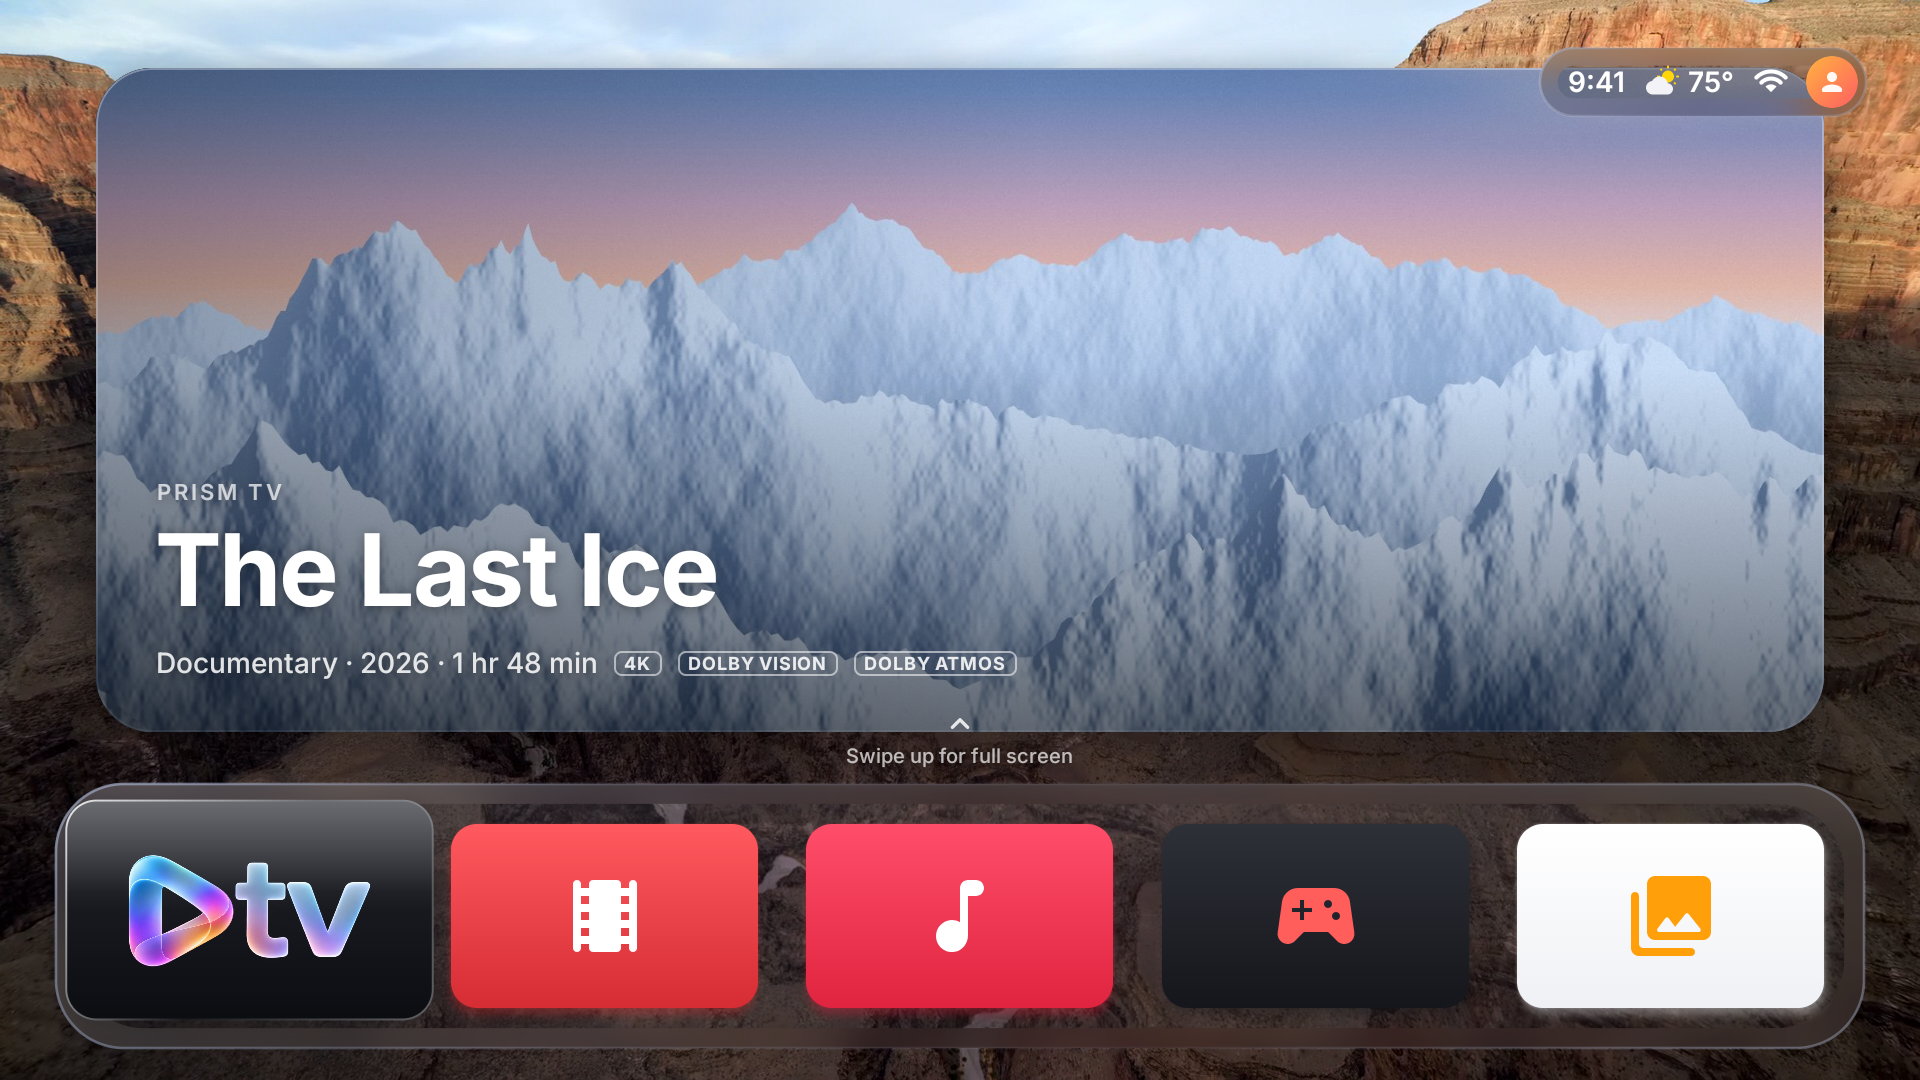 9:41 75°
PRISM TV
The Last Ice
Documentary · 2026 · 1 hr 48 min 4K DOLBY VISION DOLBY ATMOS
Swipe up for full screen
tv